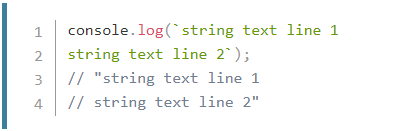 1 console.log(`string text line 1
2 string text line 2`);
3 // "string text line 1
4 // string text line 2"